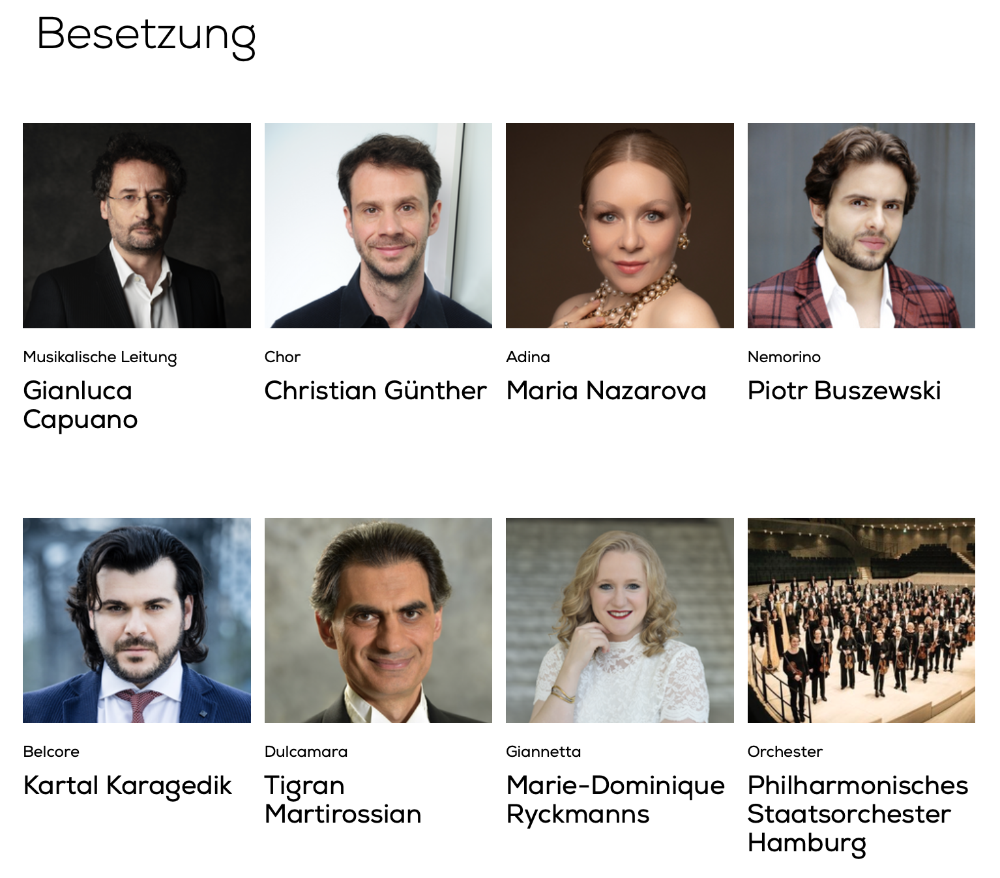 Besetzung
Musikalische Leitung
Gianluca
Capuano
Chor
Christian Günther
Adina
Maria Nazarova
Nemorino
Piotr Buszewski
Belcore
Kartal Karagedik
Dulcamara
Tigran
Martirossian
Giannetta
Marie-Dominique
Ryckmanns
Orchester
Philharmonisches
Staatsorchester
Hamburg